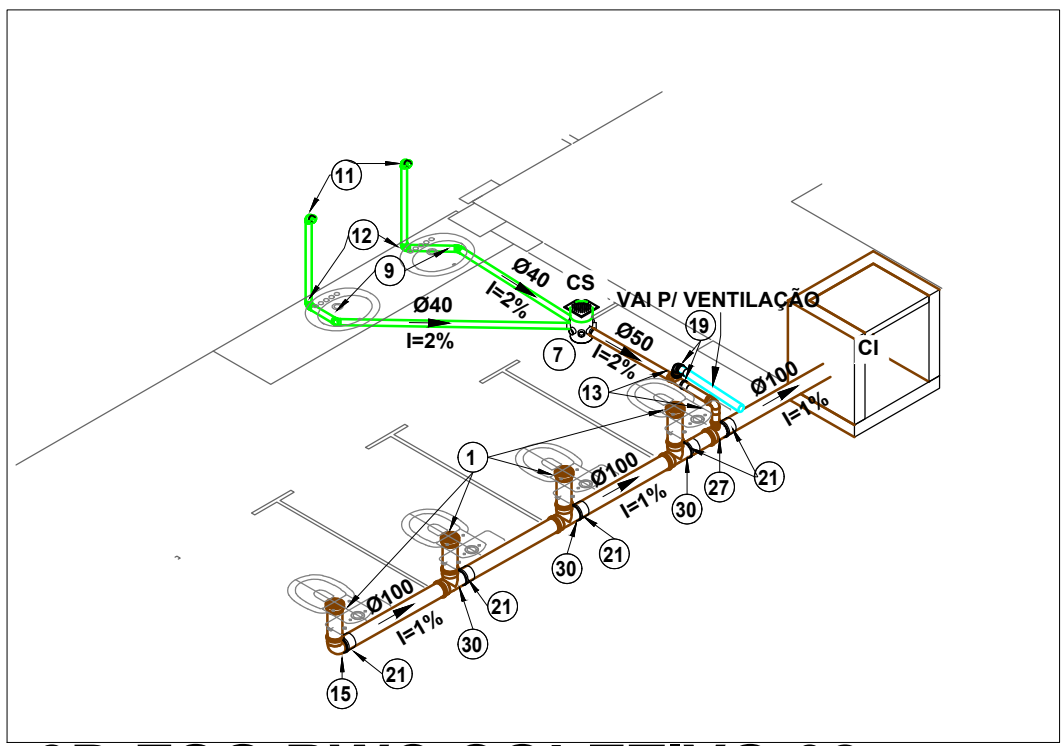 11
12
9
Ø40
CS
VAI P/ VENTILAÇÃO
Ø40
I=2%
I=2%
7
Ø50
I=2%
19
CI
13
Ø100
I=1%
1
Ø100
I=1%
21
27
30
21
30
Ø100
I=1%
21
30
21
15